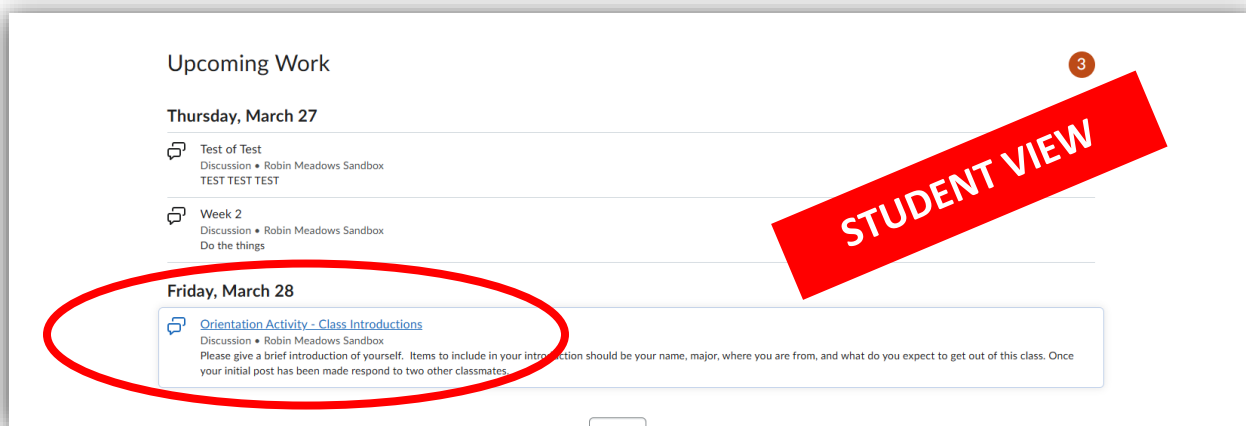 Upcoming Work
3
Thursday, March 27
Test of Test
Discussion • Robin Meadows Sandbox
TEST TEST TEST
STUDENT VIEW
Week 2
Discussion • Robin Meadows Sandbox
Do the things
Friday, March 28
Orientation Activity - Class Introductions
Discussion • Robin Meadows Sandbox
Please give a brief introduction of yourself. Items to include in your introduction should be your name, major, where you are from, and what do you expect to get out of this class. Once
your initial post has been made respond to two other classmates.